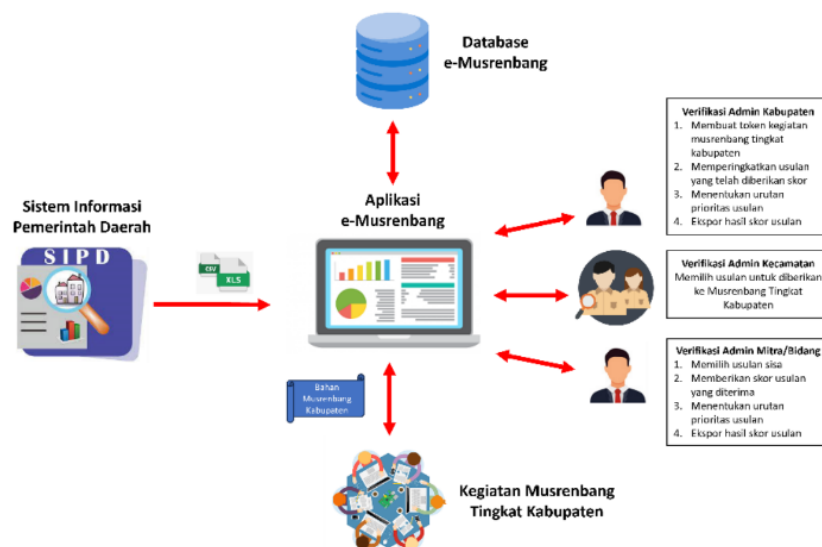 Database
e-Musrenbang
Aplikasi
e-Musrenbang
Sistem Informasi
Pemerintah Daerah
SIPD
CSV
XLS
Bahan
Musrenbang
Kabupaten
Kegiatan Musrenbang
Tingkat Kabupaten
Verifikasi Admin Kabupaten
1. Membuat token kegiatan
musrenbang tingkat
kabupaten
2. Memperingkatkan usulan
yang telah diberikan skor
3. Menentukan urutan
prioritas usulan
4. Ekspor hasil skor usulan
Verifikasi Admin Kecamatan
Memilih usulan untuk diberikan
ke Musrenbang Tingkat
Kabupaten
Verifikasi Admin Mitra/Bidang
1. Memilih usulan sisa
2. Memberikan skor usulan
yang diterima
3. Menentukan urutan
prioritas usulan
4. Ekspor hasil skor usulan